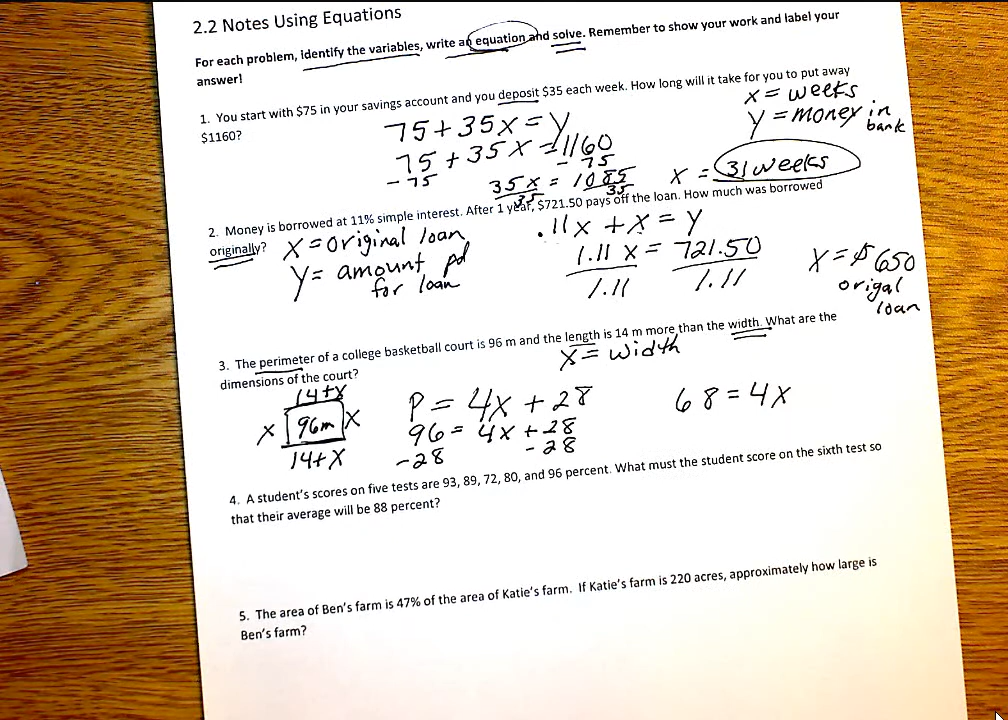 2.2 Notes Using Equations
For each problem, identify the variables, write an equation and solve. Remember to show your work and label your
answer!
1. You start with $75 in your savings account and you deposit $35 each week. How long will it take for you to put away
$1160?
x = weeks
y = money in
bank
75 + 35x = y
75 + 35x = 1160
- 75 - 75
35x = 1085
35 35
x = 31 weeks
2. Money is borrowed at 11% simple interest. After 1 year, $721.50 pays off the loan. How much was borrowed
originally?
x = original loan
y = amount pd
for loan
.11x + x = y
1.11 x = 721.50
1.11 1.11
x = $650
origal
loan
3. The perimeter of a college basketball court is 96 m and the length is 14 m more than the width. What are the
dimensions of the court?
x = width
14+x
x 96m x
14+x
P = 4x + 28
96 = 4x + 28
-28 - 28
68 = 4x
4. A student's scores on five tests are 93, 89, 72, 80, and 96 percent. What must the student score on the sixth test so
that their average will be 88 percent?
5. The area of Ben's farm is 47% of the area of Katie's farm. If Katie's farm is 220 acres, approximately how large is
Ben's farm?